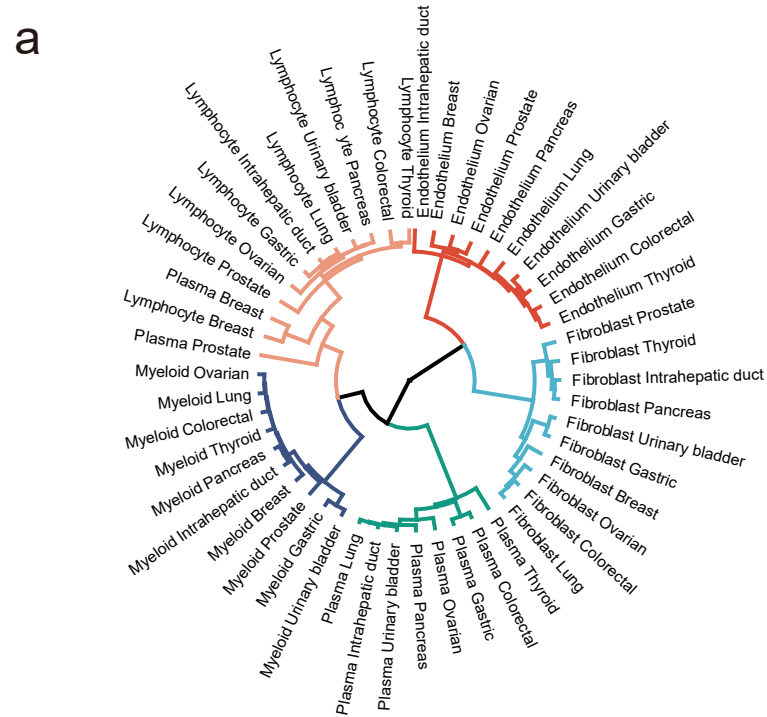 a
Endothelium Intrahepatic duct
Endothelium Breast
Endothelium Ovarian
Endothelium Prostate
Endothelium Pancreas
Endothelium Lung
Endothelium Urinary bladder
Endothelium Gastric
Endothelium Colorectal
Endothelium Thyroid
Fibroblast Prostate
Fibroblast Thyroid
Fibroblast Intrahepatic duct
Fibroblast Pancreas
Fibroblast Urinary bladder
Fibroblast Gastric
Fibroblast Breast
Fibroblast Ovarian
Fibroblast Colorectal
Fibroblast Lung
Plasma Thyroid
Plasma Colorectal
Plasma Gastric
Plasma Ovarian
Plasma Pancreas
Plasma Urinary bladder
Plasma Intrahepatic duct
Plasma Lung
Myeloid Urinary bladder
Myeloid Gastric
Myeloid Prostate
Myeloid Breast
Myeloid Intrahepatic duct
Myeloid Pancreas
Myeloid Thyroid
Myeloid Colorectal
Myeloid Lung
Myeloid Ovarian
Plasma Prostate
Lymphocyte Breast
Plasma Breast
Lymphocyte Prostate
Lymphocyte Ovarian
Lymphocyte Gastric
Lymphocyte Intrahepatic duct
Lymphocyte Lung
Lymphocyte Urinary bladder
Lymphoc yte Pancreas
Lymphocyte Colorectal
Lymphocyte Thyroid